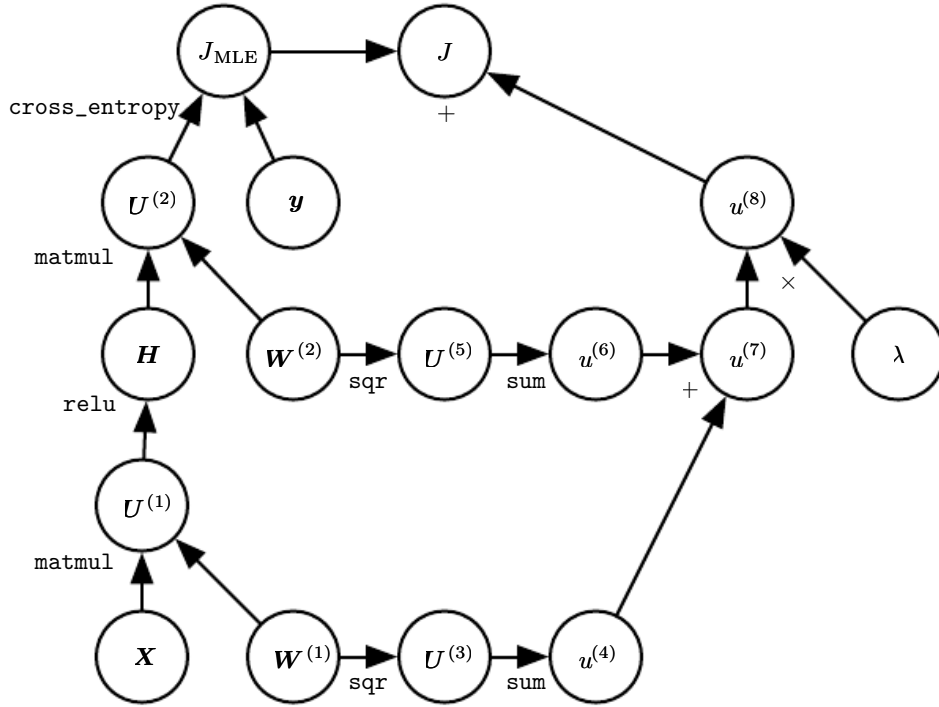 J_MLE J
cross_entropy +
U^(2) y u^(8)
matmul ×
H W^(2) U^(5) u^(6) u^(7) λ
relu sqr sum +
U^(1)
matmul
X W^(1) U^(3) u^(4)
sqr sum